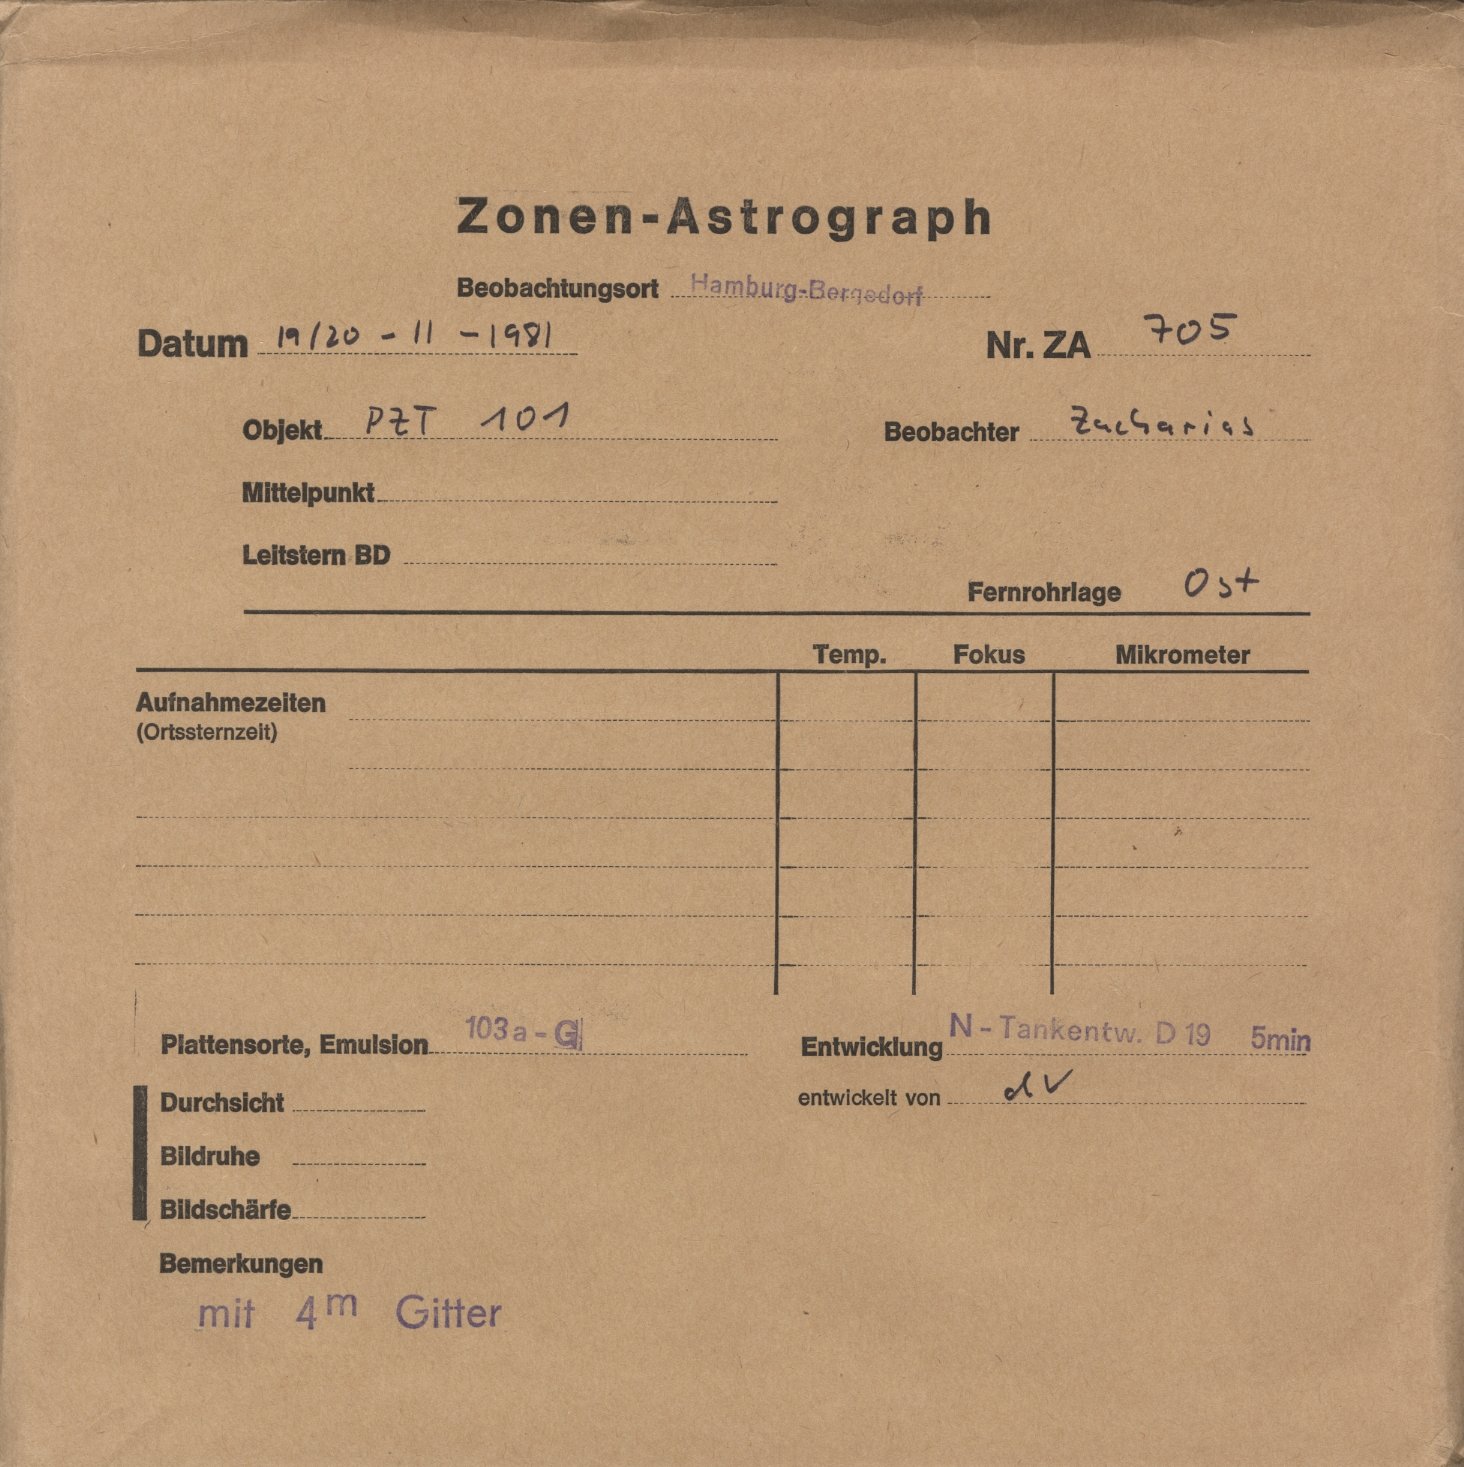 Zonen-Astrograph
Beobachtungsort Hamburg-Bergedorf
Datum 19/20 - 11 - 1981 Nr. ZA 705
Objekt PZT 101 Beobachter Zacharias
Mittelpunkt
Leitstern BD
Fernrohrlage Ost
Temp. Fokus Mikrometer
Aufnahmezeiten
(Ortssternzeit)
Plattensorte, Emulsion 103a-G Entwicklung N-Tankentw. D19 5min
Durchsicht entwickelt von dV
Bildruhe
Bildschärfe
Bemerkungen
mit 4m Gitter